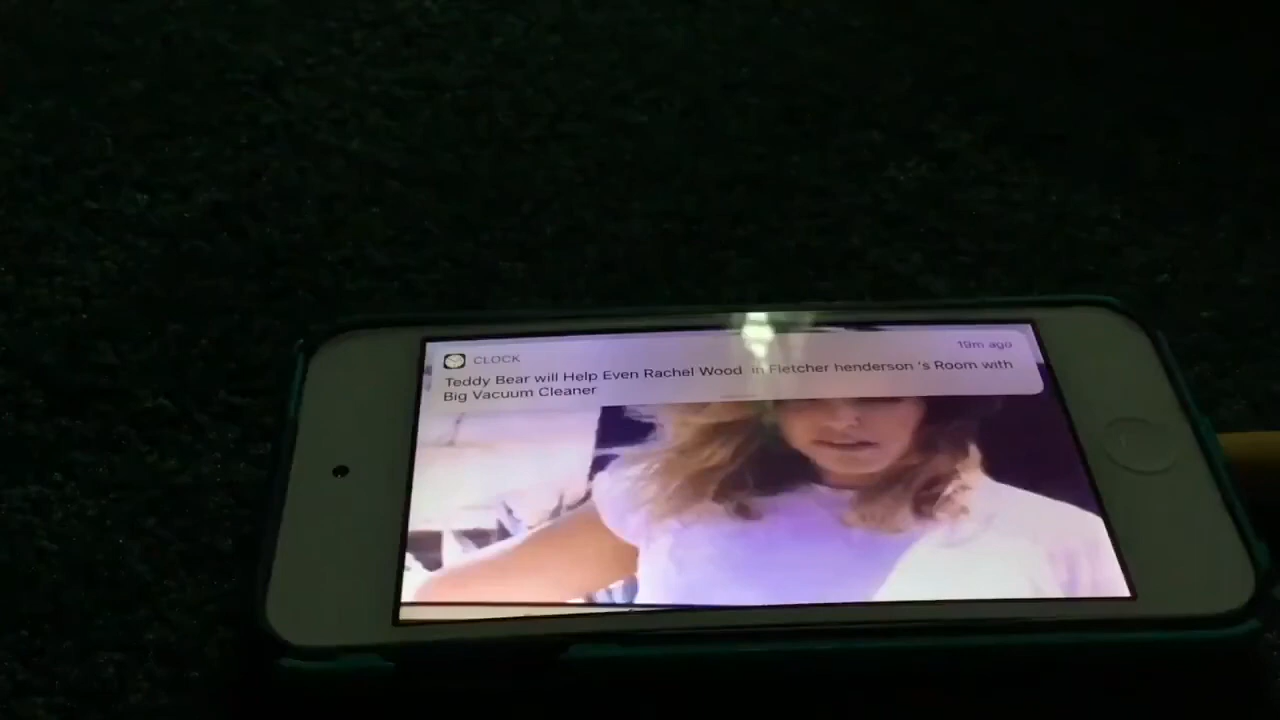 CLOCK
19m ago
Teddy Bear will Help Even Rachel Wood in Fletcher henderson 's Room with
Big Vacuum Cleaner